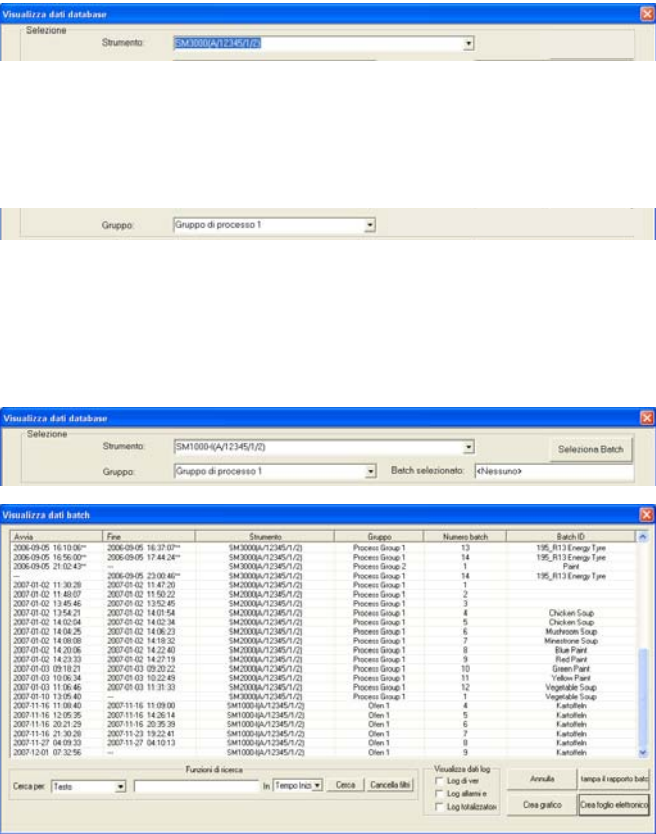 Visualizza dati database
Selezione
Strumento: SM3000(A/12345/1/2)
Gruppo: Gruppo di processo 1
Visualizza dati database
Selezione
Strumento: SM1000-I(A/12345/1/2) Seleziona Batch
Gruppo: Gruppo di processo 1 Batch selezionato: <Nessuno>
Visualizza dati batch
Avvia Fine Strumento Gruppo Numero batch Batch ID
2006-09-05 16:10:06** 2006-09-05 16:37:07** SM3000(A/12345/1/2) Process Group 1 13 195_R13 Energy Tyre
2006-09-05 16:56:00** 2006-09-05 17:44:24** SM3000(A/12345/1/2) Process Group 1 14 195_R13 Energy Tyre
2006-09-05 21:02:43** --- SM3000(A/12345/1/2) Process Group 2 1 Paint
--- 2006-09-05 23:00:46** SM3000(A/12345/1/2) Process Group 1 14 195_R13 Energy Tyre
2007-01-02 11:30:28 2007-01-02 11:47:20 SM2000(A/12345/1/2) Process Group 1 1
2007-01-02 11:48:07 2007-01-02 11:50:22 SM2000(A/12345/1/2) Process Group 1 2
2007-01-02 13:45:46 2007-01-02 13:52:45 SM2000(A/12345/1/2) Process Group 1 3
2007-01-02 13:54:21 2007-01-02 14:01:54 SM2000(A/12345/1/2) Process Group 1 4 Chicken Soup
2007-01-02 14:02:04 2007-01-02 14:02:34 SM2000(A/12345/1/2) Process Group 1 5 Chicken Soup
2007-01-02 14:04:25 2007-01-02 14:06:23 SM2000(A/12345/1/2) Process Group 1 6 Mushroom Soup
2007-01-02 14:08:08 2007-01-02 14:18:32 SM2000(A/12345/1/2) Process Group 1 7 Minestrone Soup
2007-01-02 14:20:06 2007-01-02 14:22:40 SM2000(A/12345/1/2) Process Group 1 8 Blue Paint
2007-01-02 14:23:33 2007-01-02 14:27:19 SM2000(A/12345/1/2) Process Group 1 9 Red Paint
2007-01-03 09:18:21 2007-01-03 09:20:22 SM2000(A/12345/1/2) Process Group 1 10 Green Paint
2007-01-03 10:06:34 2007-01-03 10:22:49 SM2000(A/12345/1/2) Process Group 1 11 Yellow Paint
2007-01-03 11:06:46 2007-01-03 11:31:33 SM2000(A/12345/1/2) Process Group 1 12 Vegetable Soup
2007-01-10 13:05:40 --- SM3000(A/12345/1/2) Process Group 1 1 Vegetable Soup
2007-11-16 11:08:40 2007-11-16 11:09:00 SM1000-I(A/12345/1/2) Ofen 1 4 Kartoffeln
2007-11-16 12:05:35 2007-11-16 14:26:14 SM1000-I(A/12345/1/2) Ofen 1 5 Kartoffeln
2007-11-16 20:21:29 2007-11-16 20:35:39 SM1000-I(A/12345/1/2) Ofen 1 6 Kartoffeln
2007-11-16 21:30:28 2007-11-23 19:22:41 SM1000-I(A/12345/1/2) Ofen 1 7 Kartoffeln
2007-11-27 04:09:33 2007-11-27 04:10:13 SM1000-I(A/12345/1/2) Ofen 1 8 Kartoffeln
2007-12-01 07:32:56 --- SM1000-I(A/12345/1/2) Ofen 1 9 Kartoffeln
Funzioni di ricerca
Cerca per: Testo In Tempo Inizi Cerca Cancella filtri
Visualizza dati log
Log di ver
Log allarmi e
Log totalizzatori
Annulla tampa il rapporto batc
Crea grafico Crea foglio elettronico